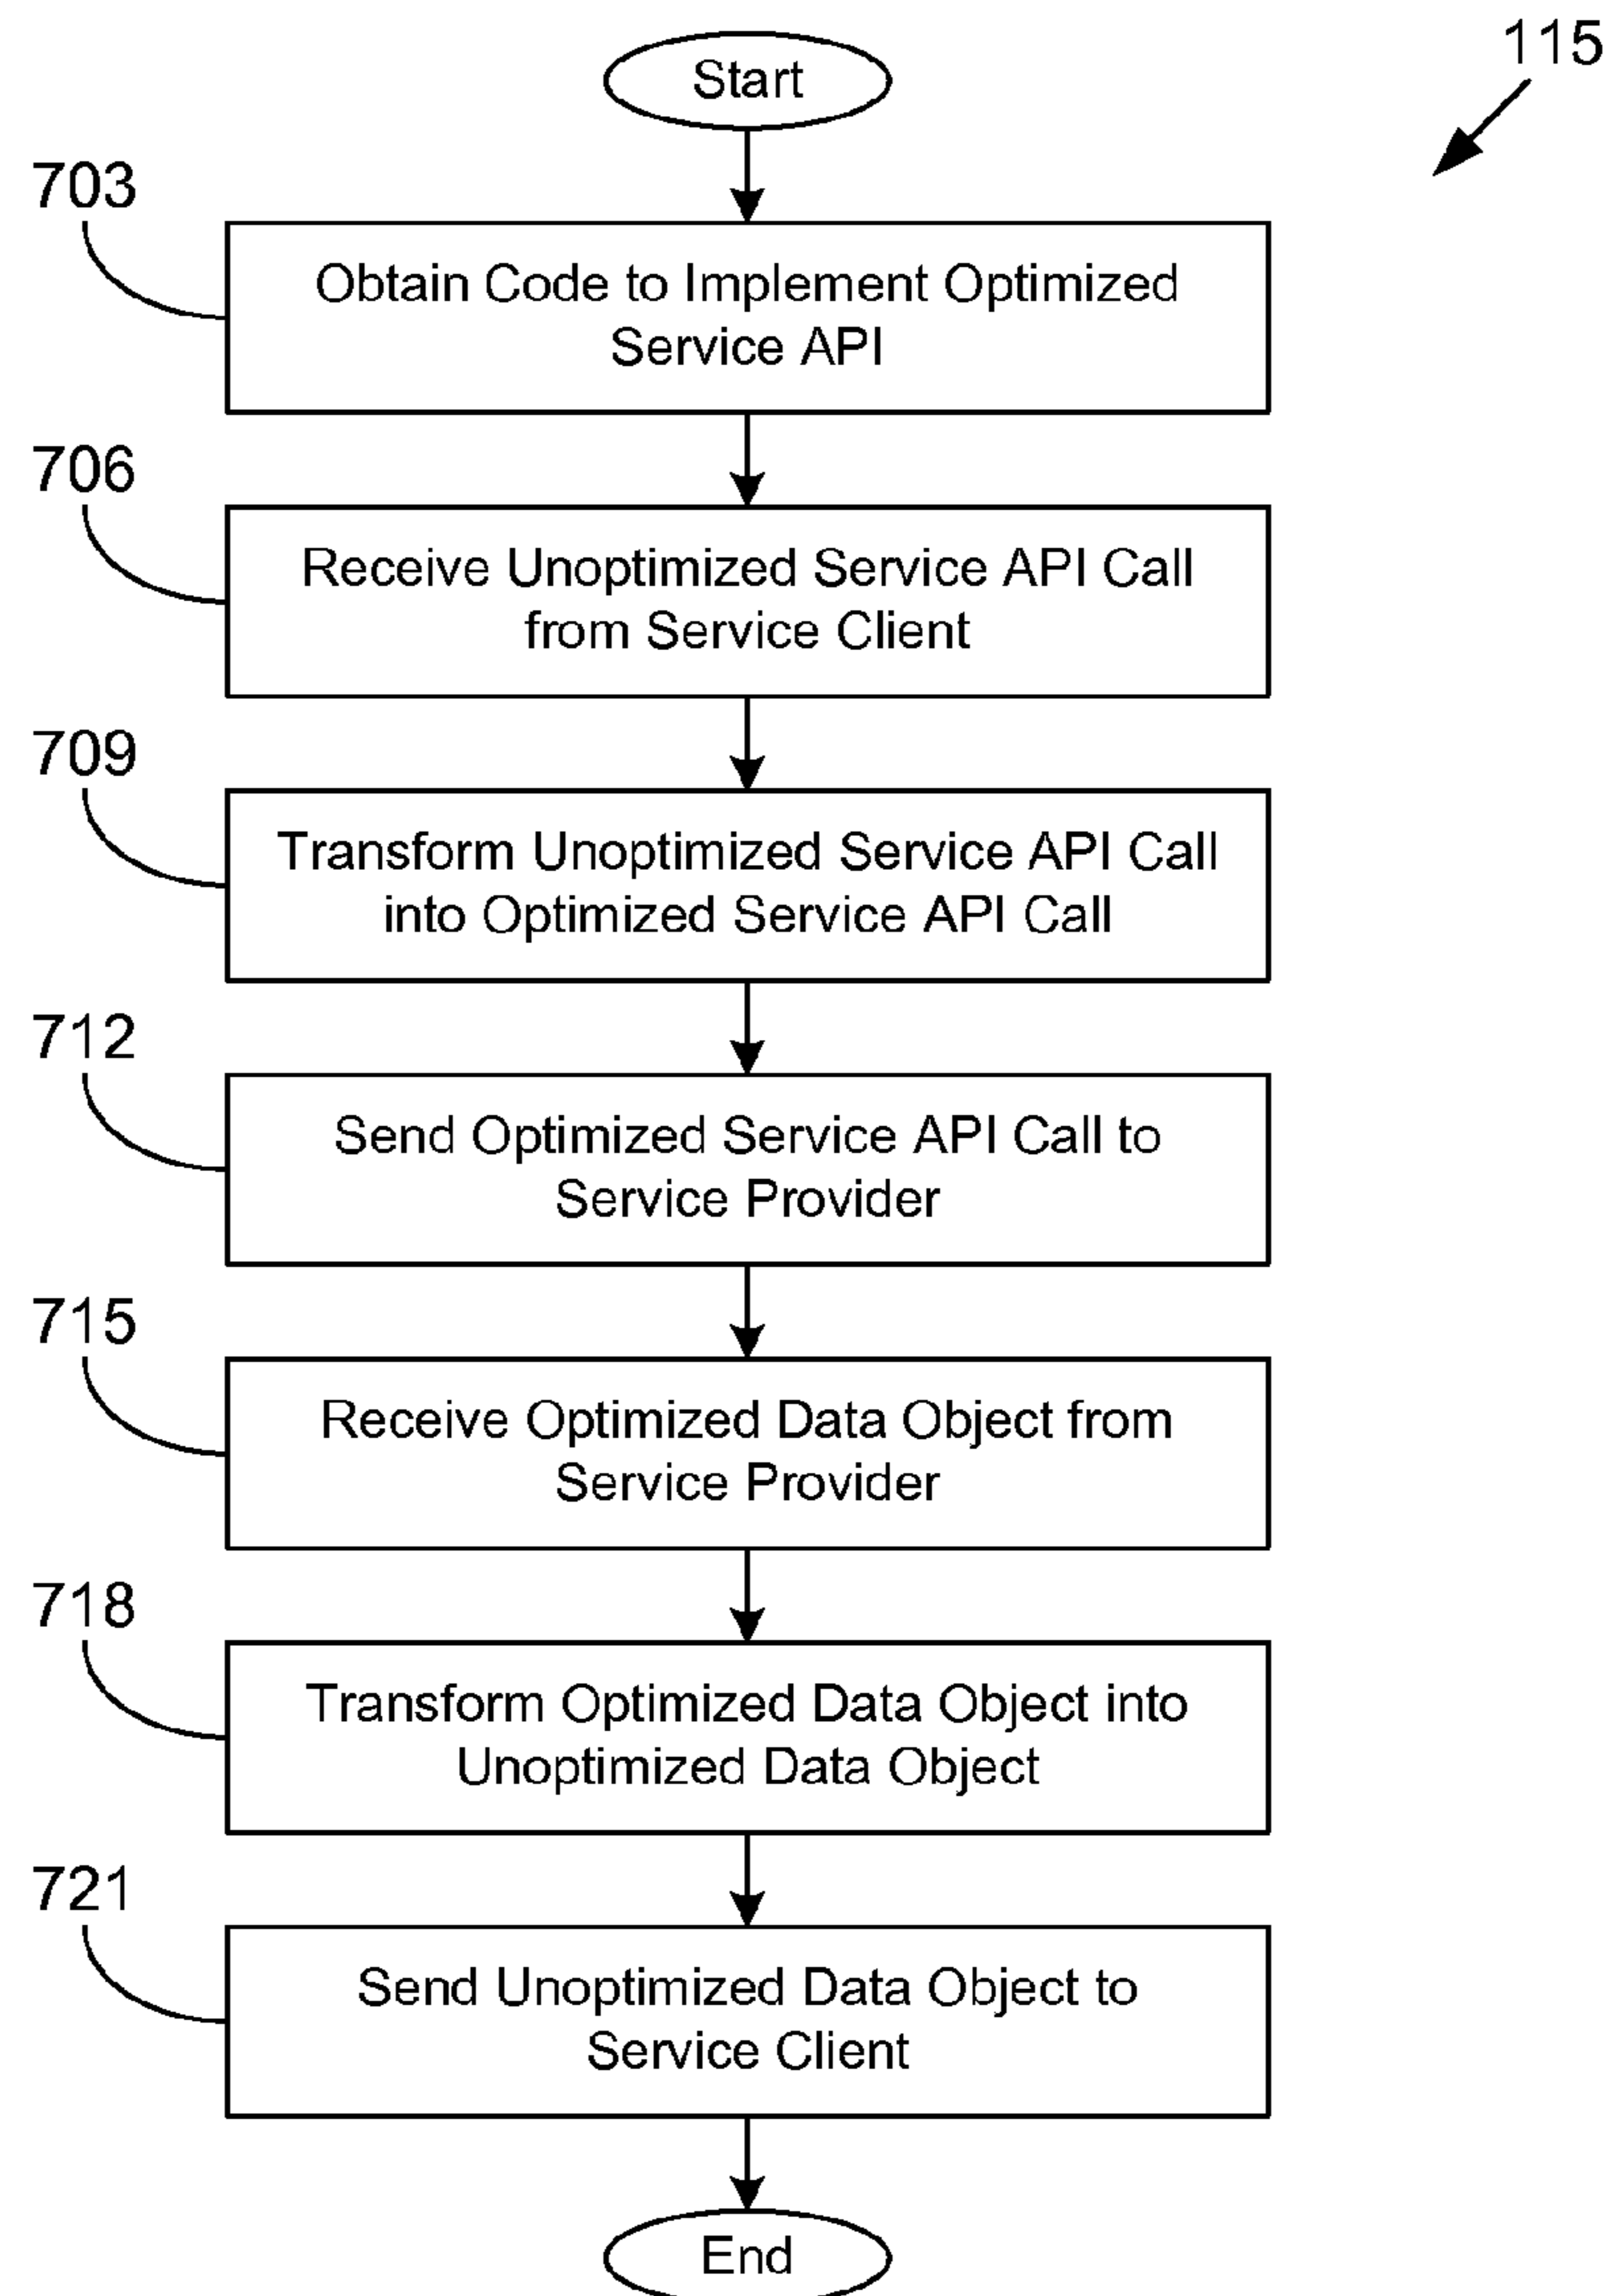 115
Start
703
Obtain Code to Implement Optimized
Service API
706
Receive Unoptimized Service API Call
from Service Client
709
Transform Unoptimized Service API Call
into Optimized Service API Call
712
Send Optimized Service API Call to
Service Provider
715
Receive Optimized Data Object from
Service Provider
718
Transform Optimized Data Object into
Unoptimized Data Object
721
Send Unoptimized Data Object to
Service Client
End